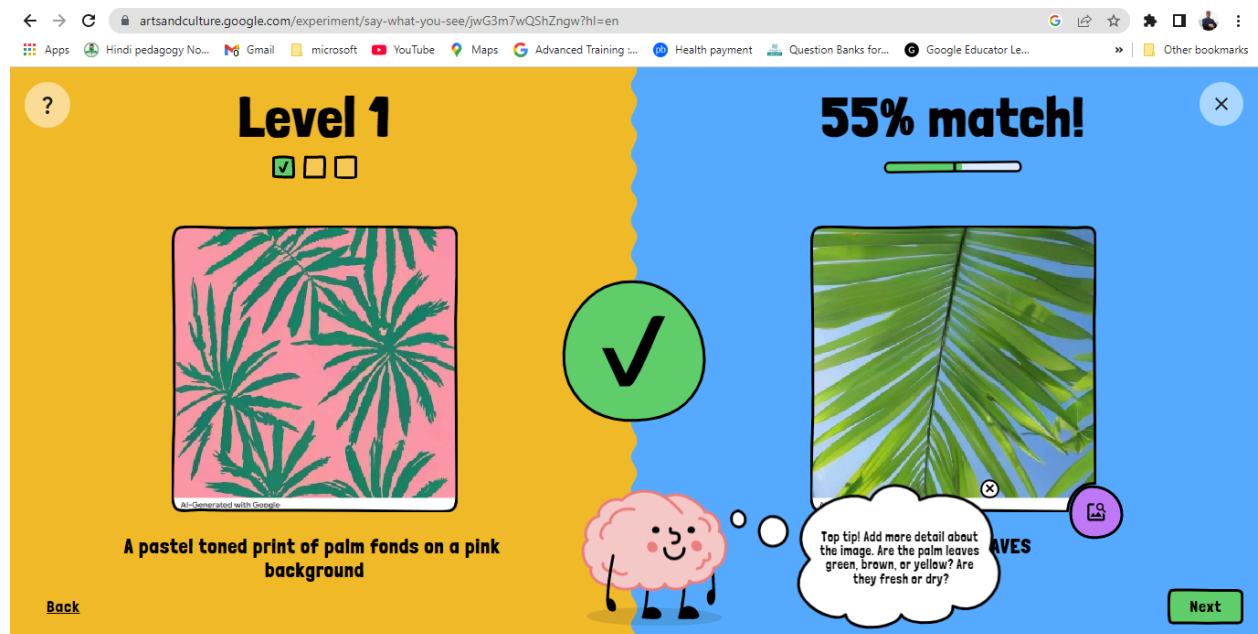 artsandculture.google.com/experiment/say-what-you-see/jwG3m7wQShZngw?hl=en
Apps Hindi pedagogy No... Gmail microsoft YouTube Maps Advanced Training :... Health payment Question Banks for... Google Educator Le... » Other bookmarks
?
Level 1
55% match!
AI-Generated with Google
A pastel toned print of palm fonds on a pink
background
Top tip! Add more detail about
the image. Are the palm leaves
green, brown, or yellow? Are
they fresh or dry?
AVES
Back
Next